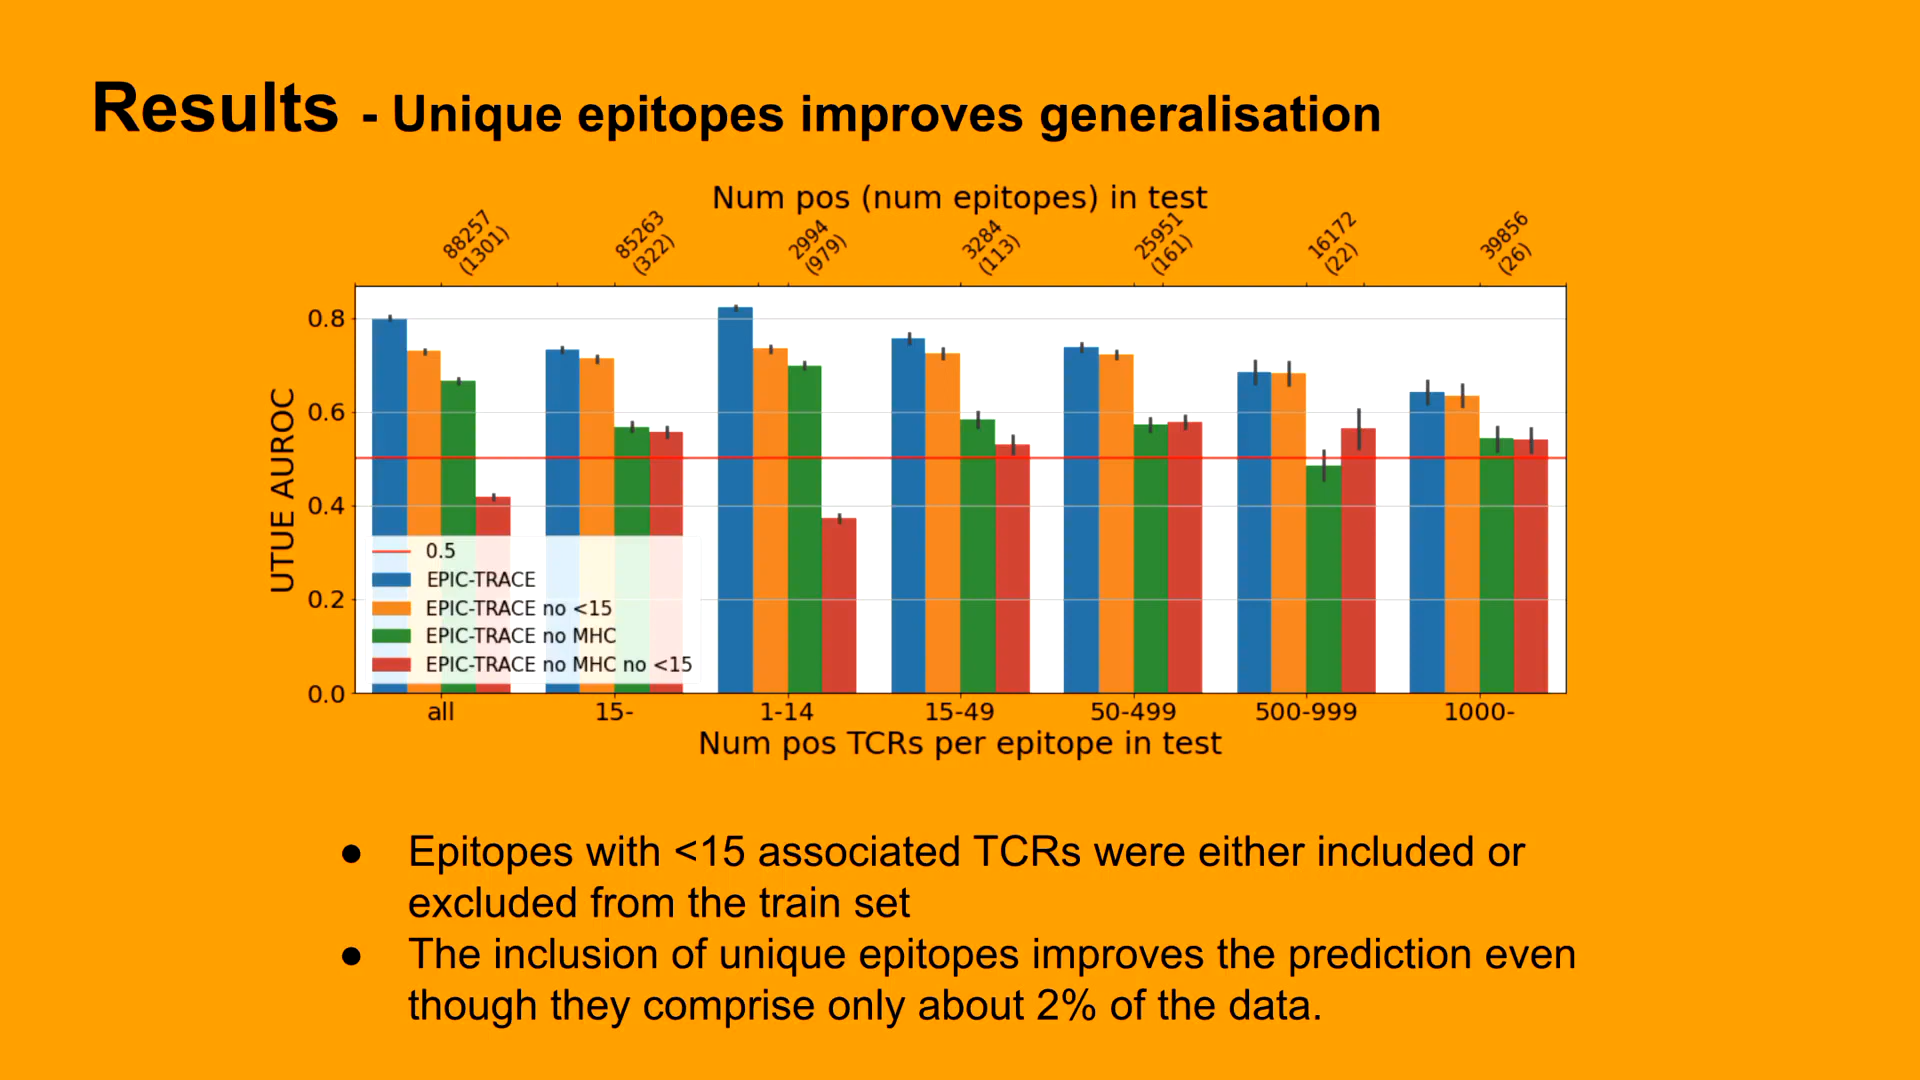 Results - Unique epitopes improves generalisation
Num pos (num epitopes) in test
88257
(1301)
85263
(322)
2994
(979)
3284
(113)
25951
(161)
16172
(22)
39856
(26)
UTUE AUROC
0.8
0.6
0.4
0.2
0.0
0.5
EPIC-TRACE
EPIC-TRACE no <15
EPIC-TRACE no MHC
EPIC-TRACE no MHC no <15
all
15-
1-14
15-49
50-499
500-999
1000-
Num pos TCRs per epitope in test
● Epitopes with <15 associated TCRs were either included or
excluded from the train set
● The inclusion of unique epitopes improves the prediction even
though they comprise only about 2% of the data.